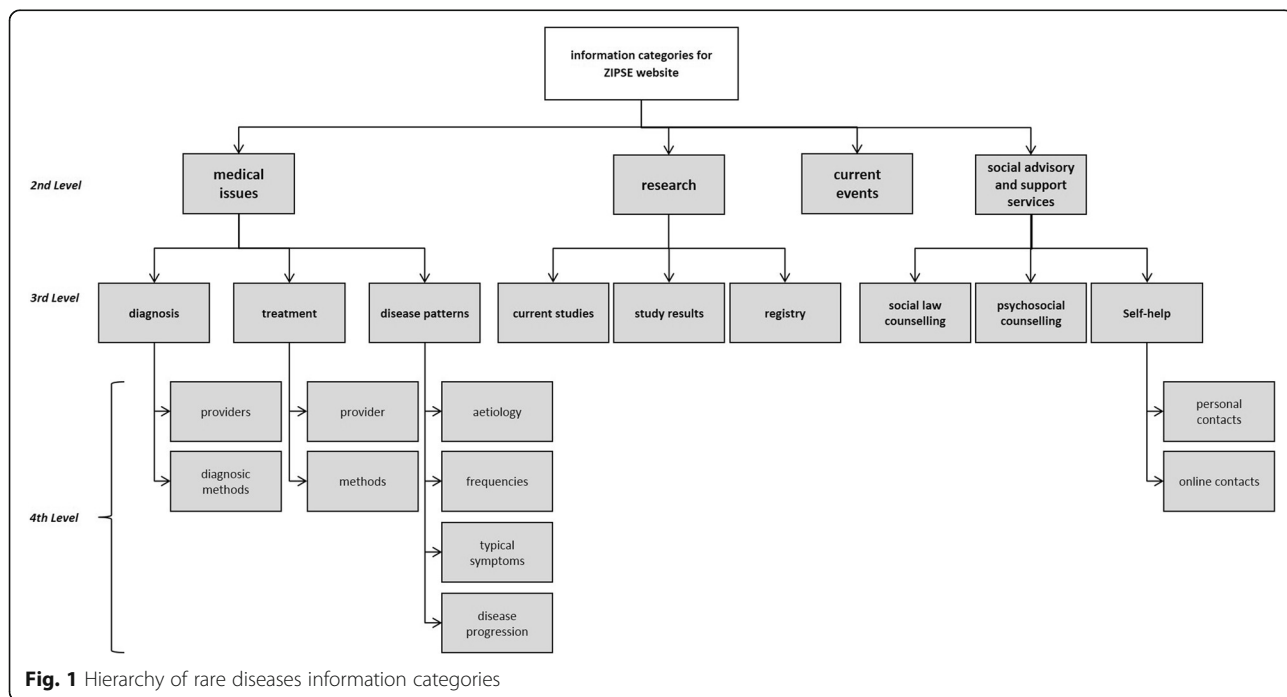 information categories for
ZIPSE website
2nd Level
medical
issues
research
current
events
social advisory
and support
services
3rd Level
diagnosis
treatment
disease patterns
current studies
study results
registry
social law
counselling
psychosocial
counselling
Self-help
4th Level
providers
diagnosic
methods
provider
methods
aetiology
frequencies
typical
symptoms
disease
progression
personal
contacts
online contacts
Fig. 1 Hierarchy of rare diseases information categories